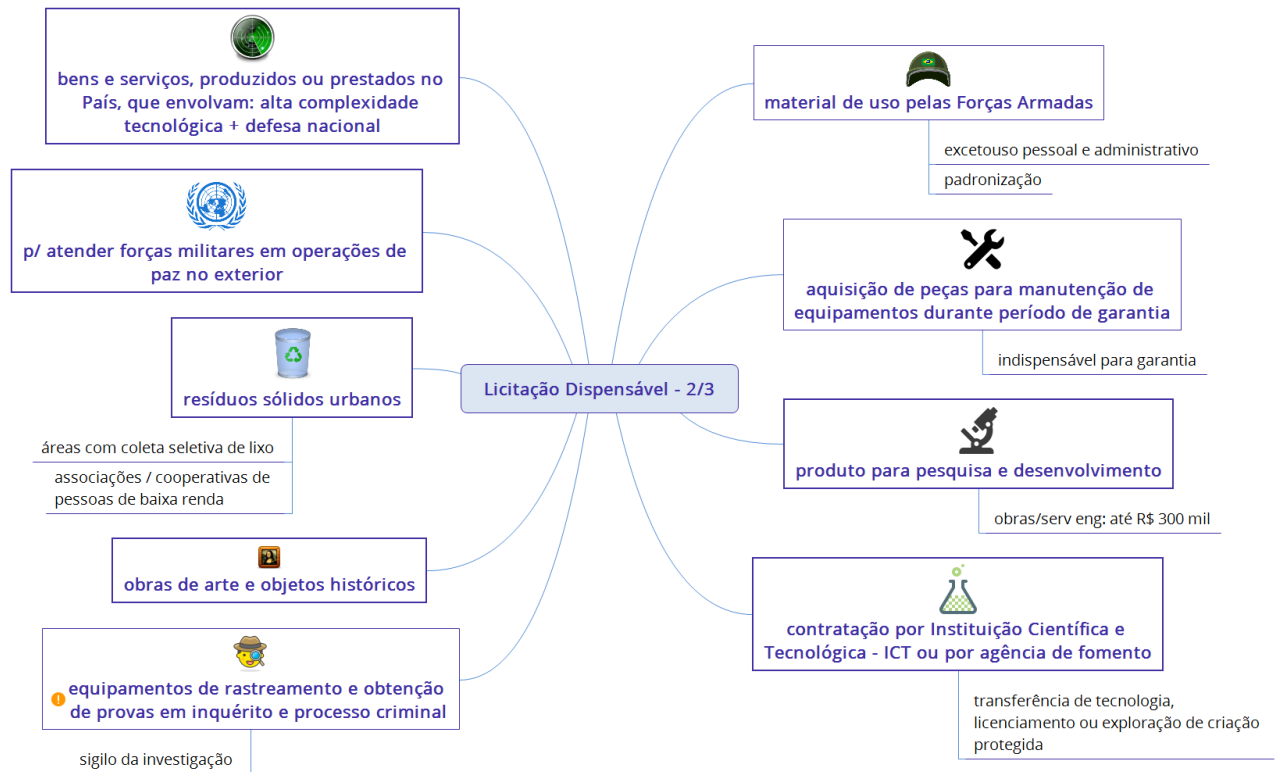 Licitação Dispensável - 2/3
material de uso pelas Forças Armadas
excetouso pessoal e administrativo
padronização
aquisição de peças para manutenção de
equipamentos durante período de garantia
indispensável para garantia
produto para pesquisa e desenvolvimento
obras/serv eng: até R$ 300 mil
contratação por Instituição Científica e
Tecnológica - ICT ou por agência de fomento
transferência de tecnologia,
licenciamento ou exploração de criação
protegida
bens e serviços, produzidos ou prestados no
País, que envolvam: alta complexidade
tecnológica + defesa nacional
p/ atender forças militares em operações de
paz no exterior
resíduos sólidos urbanos
áreas com coleta seletiva de lixo
associações / cooperativas de
pessoas de baixa renda
obras de arte e objetos históricos
equipamentos de rastreamento e obtenção
de provas em inquérito e processo criminal
sigilo da investigação